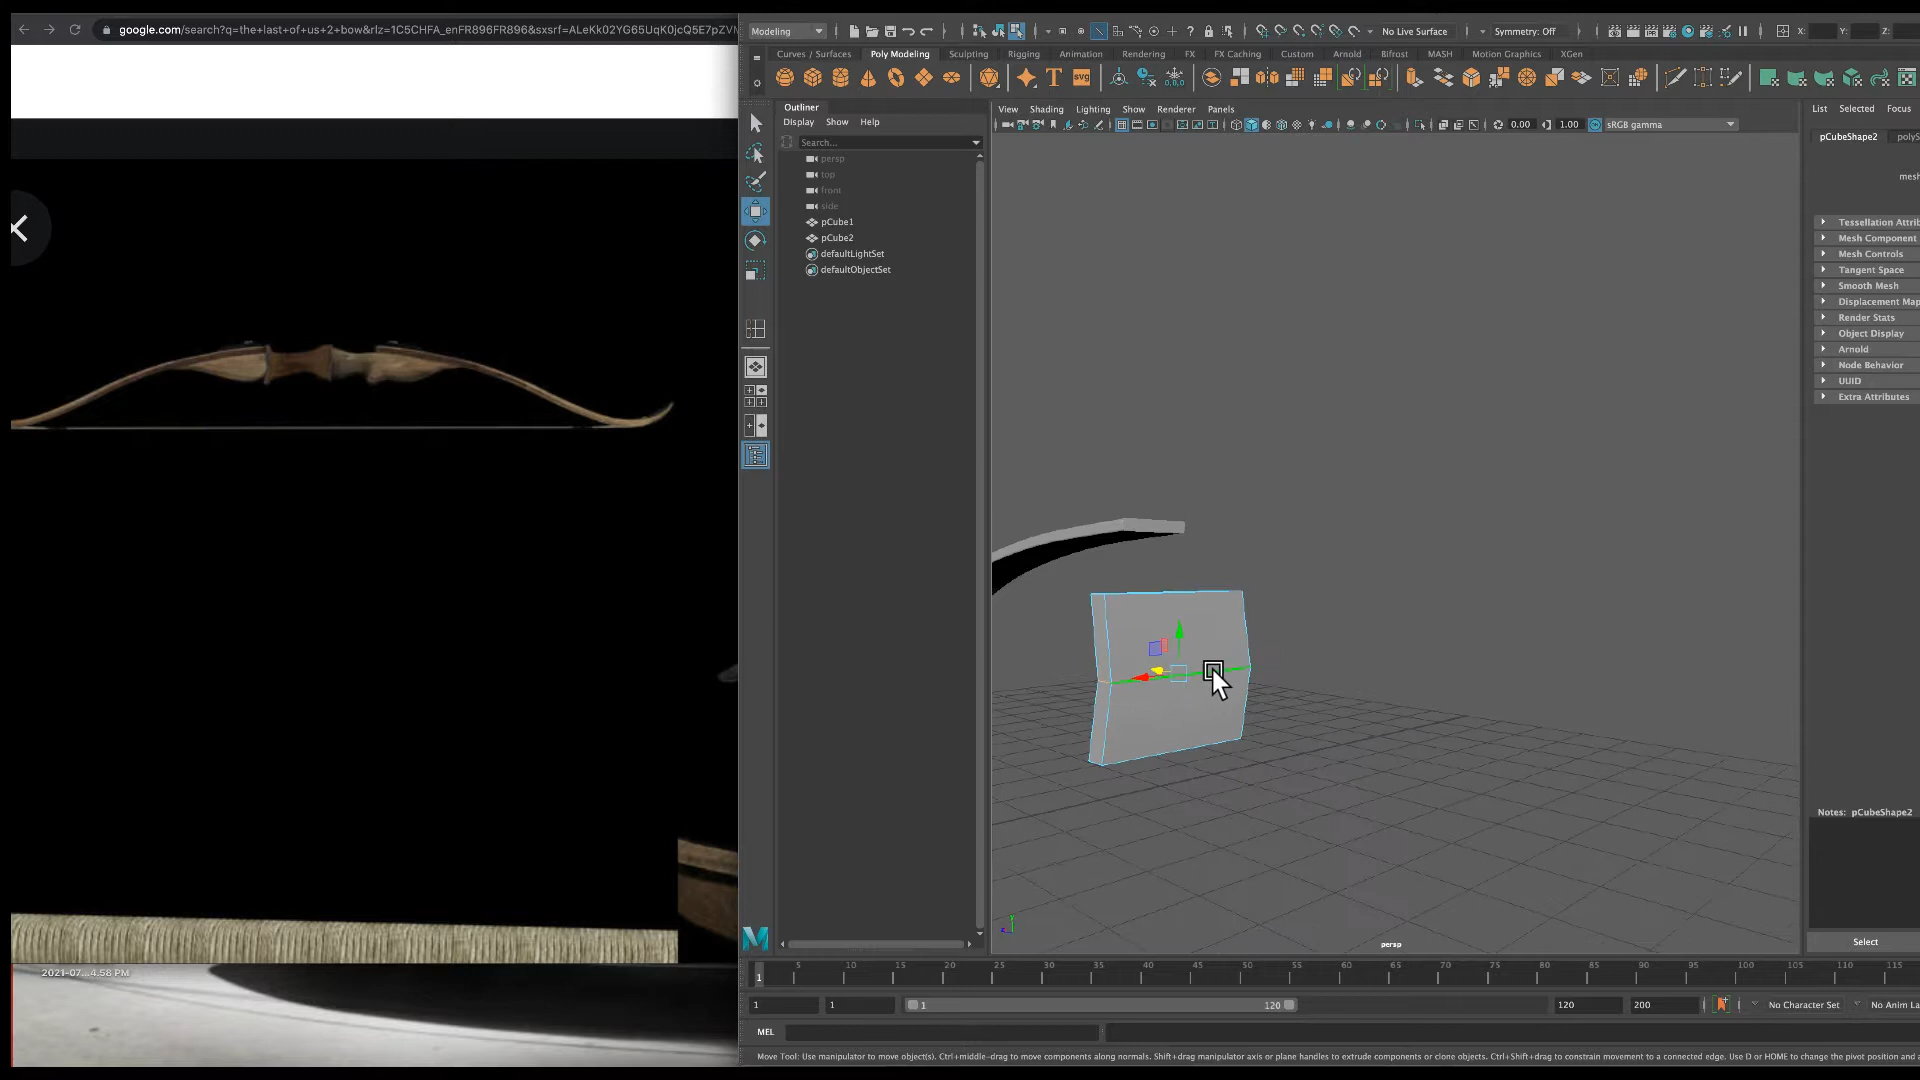 google.com/search?q=the+last+of+us+2+bow&rlz=1C5CHFA_enFR896FR896&sxsrf=ALeKk02YG65UqK0jcQ5E7pZVM
2021-07...4.58 PM
Modeling
No Live Surface
Symmetry: Off
X:
Y:
Z:
Curves / Surfaces
Poly Modeling
Sculpting
Rigging
Animation
Rendering
FX
FX Caching
Custom
Arnold
Bifrost
MASH
Motion Graphics
XGen
svg
Outliner
Display
Show
Help
Search...
persp
top
front
side
pCube1
pCube2
defaultLightSet
defaultObjectSet
View
Shading
Lighting
Show
Renderer
Panels
0.00
1.00
sRGB gamma
persp
List
Selected
Focus
pCubeShape2
polyS
mesh
Tessellation Attrib
Mesh Component
Mesh Controls
Tangent Space
Smooth Mesh
Displacement Map
Render Stats
Object Display
Arnold
Node Behavior
UUID
Extra Attributes
Notes: pCubeShape2
Select
1 5 10 15 20 25 30 35 40 45 50 55 60 65 70 75 80 85 90 95 100 105 110 115
1
1
1
120
120
200
No Character Set
No Anim La
MEL
Move Tool: Use manipulator to move object(s). Ctrl+middle-drag to move components along normals. Shift+drag manipulator axis or plane handles to extrude components or clone objects. Ctrl+Shift+drag to constrain movement to a connected edge. Use D or HOME to change the pivot position and a